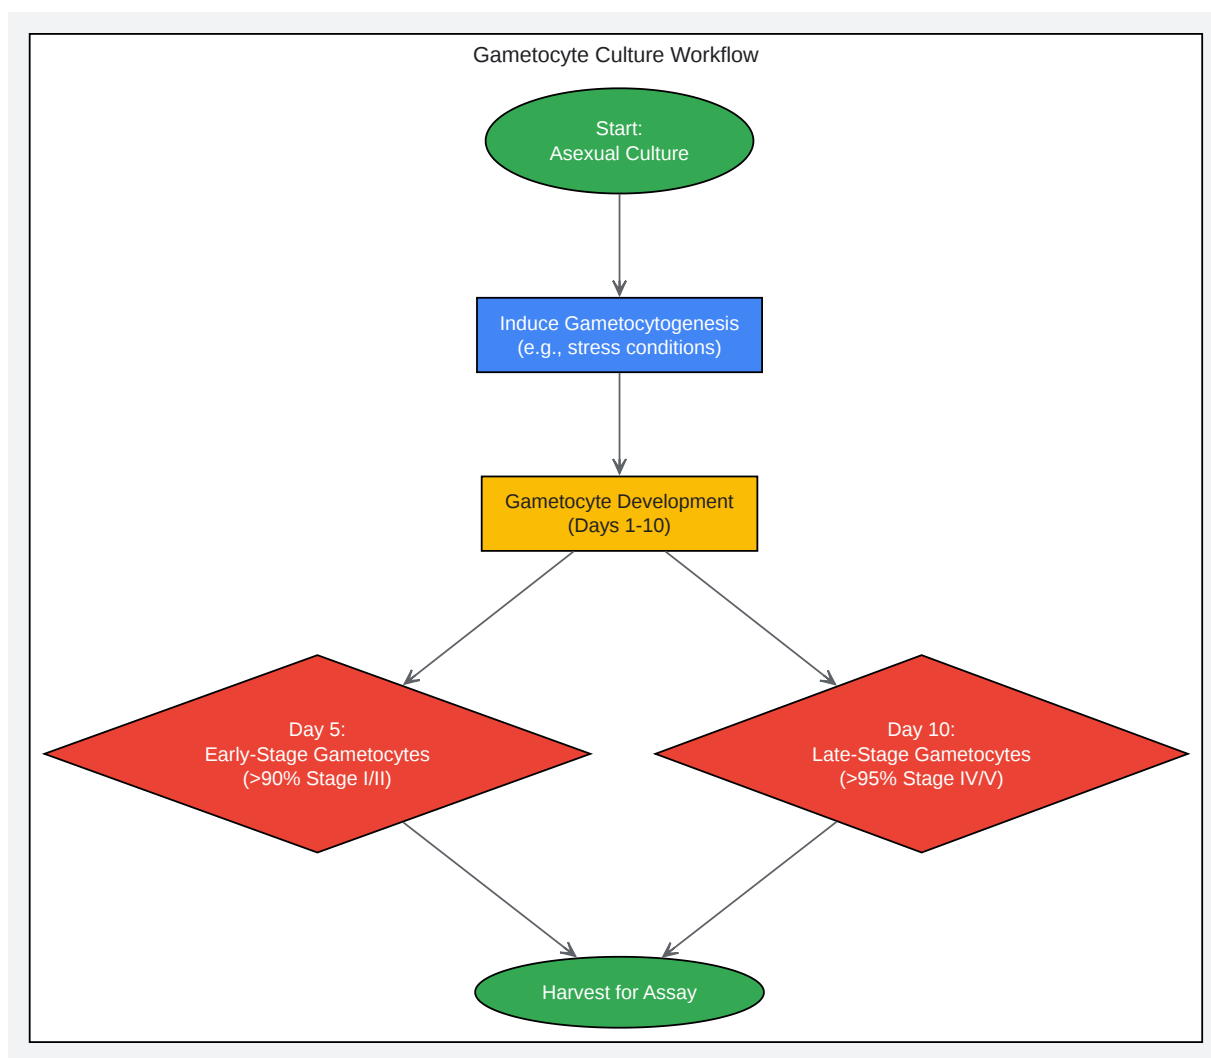 Gametocyte Culture Workflow
Start:
Asexual Culture
Induce Gametocytogenesis
(e.g., stress conditions)
Gametocyte Development
(Days 1-10)
Day 5:
Early-Stage Gametocytes
(>90% Stage I/II)
Day 10:
Late-Stage Gametocytes
(>95% Stage IV/V)
Harvest for Assay